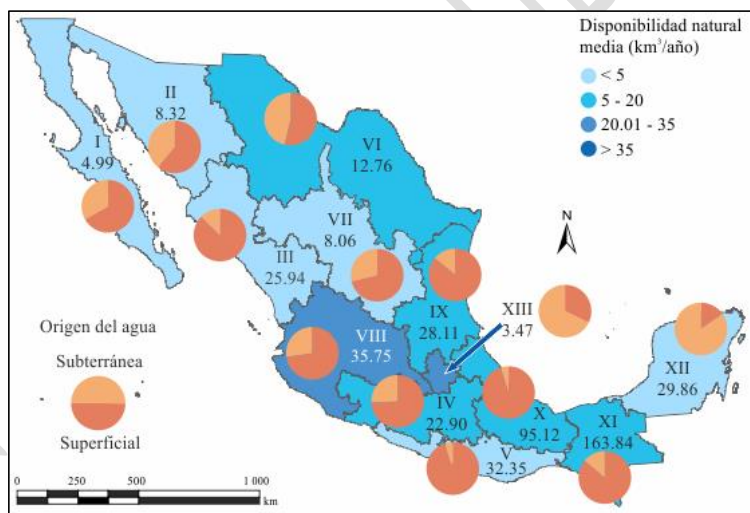 Disponibilidad natural
media (km³/año)
< 5
5 - 20
20.01 - 35
> 35
II
8.32
I
4.99
VI
12.76
VII
8.06
III
25.94
N
XIII
3.47
IX
28.11
VIII
35.75
Origen del agua
Subterránea
Superficial
XII
29.86
IV
22.90
X
95.12
XI
163.84
V
32.35
0 250 500 1 000
km